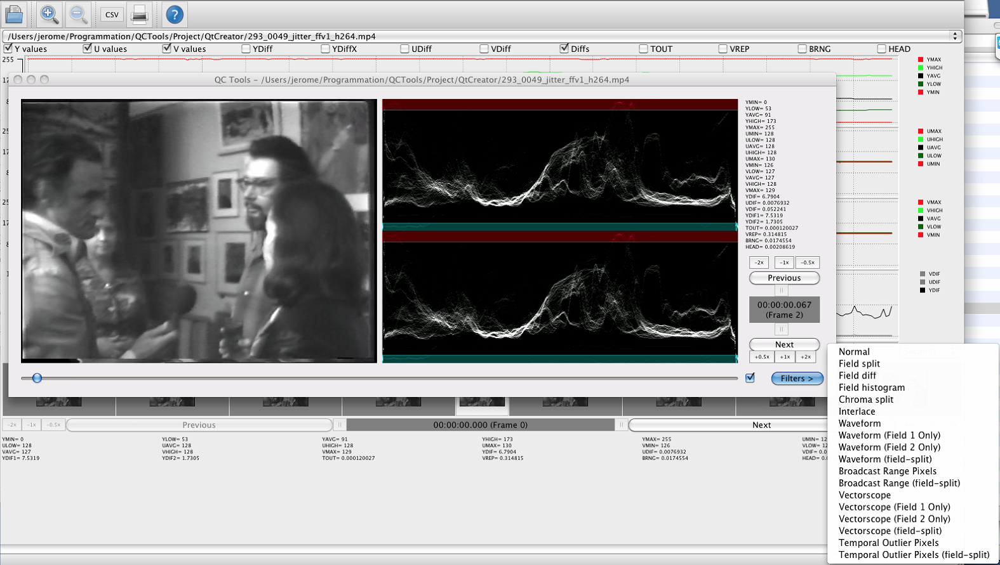 CSV
?
/Users/jerome/Programmation/QCTools/Project/QtCreator/293_0049_jitter_ffv1_h264.mp4
Y values
U values
V values
YDiff
YDiffX
UDiff
VDiff
Diffs
TOUT
VREP
BRNG
HEAD
255
YMAX
YHIGH
YAVG
YLOW
YMIN
QC Tools - /Users/jerome/Programmation/QCTools/Project/QtCreator/293_0049_jitter_ffv1_h264.mp4
YMIN= 0
YLOW= 53
YAVG= 91
YHIGH= 173
YMAX= 255
UMIN= 128
ULOW= 128
UAVG= 128
UHIGH= 128
UMAX= 130
VMIN= 126
VLOW= 127
VAVG= 127
VHIGH= 128
VMAX= 129
YDIF= 6.7904
UDIF= 0.0076932
VDIF= 0.052241
YDIF1= 7.5319
YDIF2= 1.7305
TOUT= 0.000120027
VREP= 0.314815
BRNG= 0.0174554
HEAD= 0.00208619
UMAX
UHIGH
UAVG
ULOW
UMIN
VMAX
VHIGH
VAVG
VLOW
VMIN
VDIF
UDIF
YDIF
-2x
-1x
-0.5x
Previous
00:00:00.067
(Frame 2)
Next
+0.5x
+1x
+2x
Filters >
Normal
Field split
Field diff
Field histogram
Chroma split
Interlace
Waveform
Waveform (Field 1 Only)
Waveform (Field 2 Only)
Waveform (field-split)
Broadcast Range Pixels
Broadcast Range (field-split)
Vectorscope
Vectorscope (Field 1 Only)
Vectorscope (Field 2 Only)
Vectorscope (field-split)
Temporal Outlier Pixels
Temporal Outlier Pixels (field-split)
-2x
-1x
-0.5x
Previous
00:00:00.000 (Frame 0)
Next
YMIN= 0
ULOW= 128
VAVG= 127
YDIF1= 7.5319
YLOW= 53
UAVG= 128
VHIGH= 128
YDIF2= 1.7305
YAVG= 91
UHIGH= 128
VMAX= 129
TOUT= 0.000120027
YHIGH= 173
UMAX= 130
YDIF= 6.7904
VREP= 0.314815
YMAX= 255
VMIN= 126
UDIF= 0.0076932
BRNG= 0.0174554
UMIN= 12
VLOW= 12
VDIF= 0.0
HEAD= 0.0